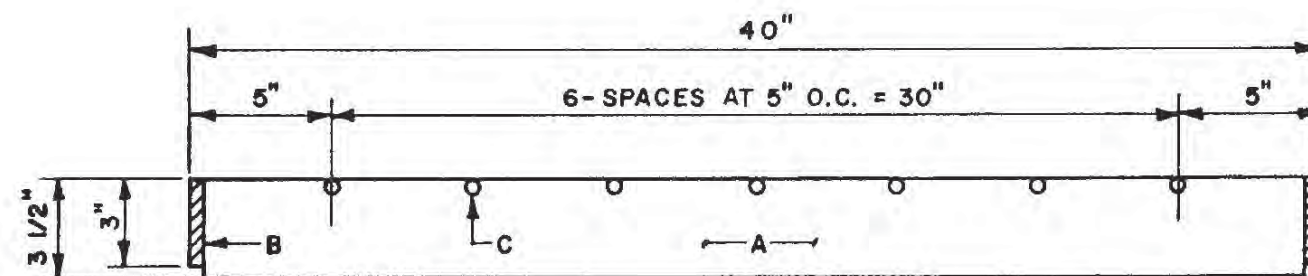 40"
5"
6-SPACES AT 5" O.C. = 30"
5"
3 1/2"
3"
B
C
A